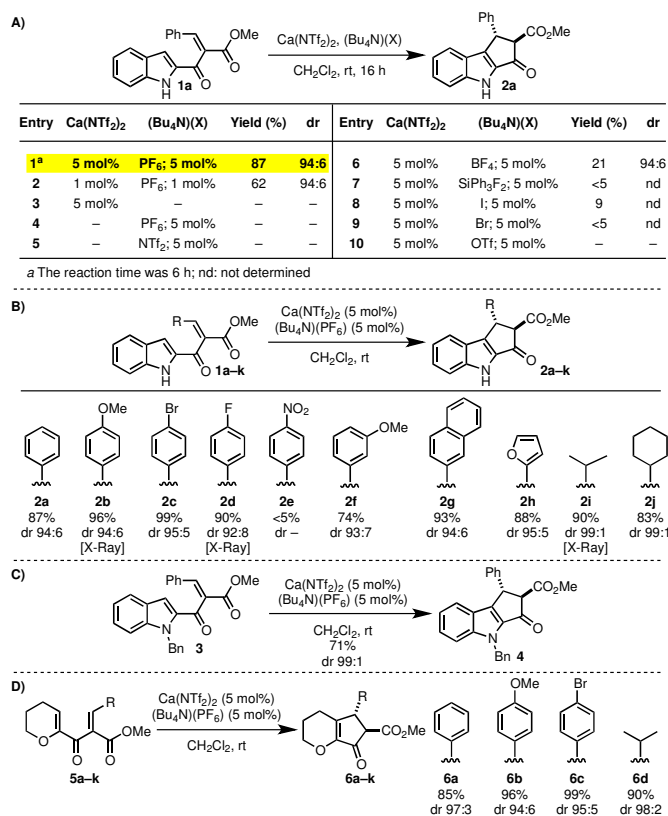 A)
Ph
OMe
O
O
N
H
1a
Ca(NTf2)2, (Bu4N)(X)
CH2Cl2, rt, 16 h
Ph
CO2Me
O
N
H
2a
Entry Ca(NTf2)2 (Bu4N)(X) Yield (%) dr Entry Ca(NTf2)2 (Bu4N)(X) Yield (%) dr
1a 5 mol% PF6; 5 mol% 87 94:6 6 5 mol% BF4; 5 mol% 21 94:6
2 1 mol% PF6; 1 mol% 62 94:6 7 5 mol% SiPh3F2; 5 mol% <5 nd
3 5 mol% – – – 8 5 mol% I; 5 mol% 9 nd
4 – PF6; 5 mol% – – 9 5 mol% Br; 5 mol% <5 nd
5 – NTf2; 5 mol% – – 10 5 mol% OTf; 5 mol% – –
a The reaction time was 6 h; nd: not determined
B)
R
OMe
O
O
N
H
1a–k
Ca(NTf2)2 (5 mol%)
(Bu4N)(PF6) (5 mol%)
CH2Cl2, rt
R
CO2Me
O
N
H
2a–k
OMe Br F NO2 OMe O
2a 2b 2c 2d 2e 2f 2g 2h 2i 2j
87% 96% 99% 90% <5% 74% 93% 88% 90% 83%
dr 94:6 dr 94:6 dr 95:5 dr 92:8 dr – dr 93:7 dr 94:6 dr 95:5 dr 99:1 dr 99:1
[X-Ray] [X-Ray] [X-Ray]
C)
Ph
OMe
O
O
N
Bn
3
Ca(NTf2)2 (5 mol%)
(Bu4N)(PF6) (5 mol%)
CH2Cl2, rt
71%
dr 99:1
Ph
CO2Me
O
N
Bn
4
D)
R
OMe
O
O
O
5a–k
Ca(NTf2)2 (5 mol%)
(Bu4N)(PF6) (5 mol%)
CH2Cl2, rt
R
CO2Me
O
O
6a–k
OMe Br
6a 6b 6c 6d
85% 96% 99% 90%
dr 97:3 dr 94:6 dr 95:5 dr 98:2